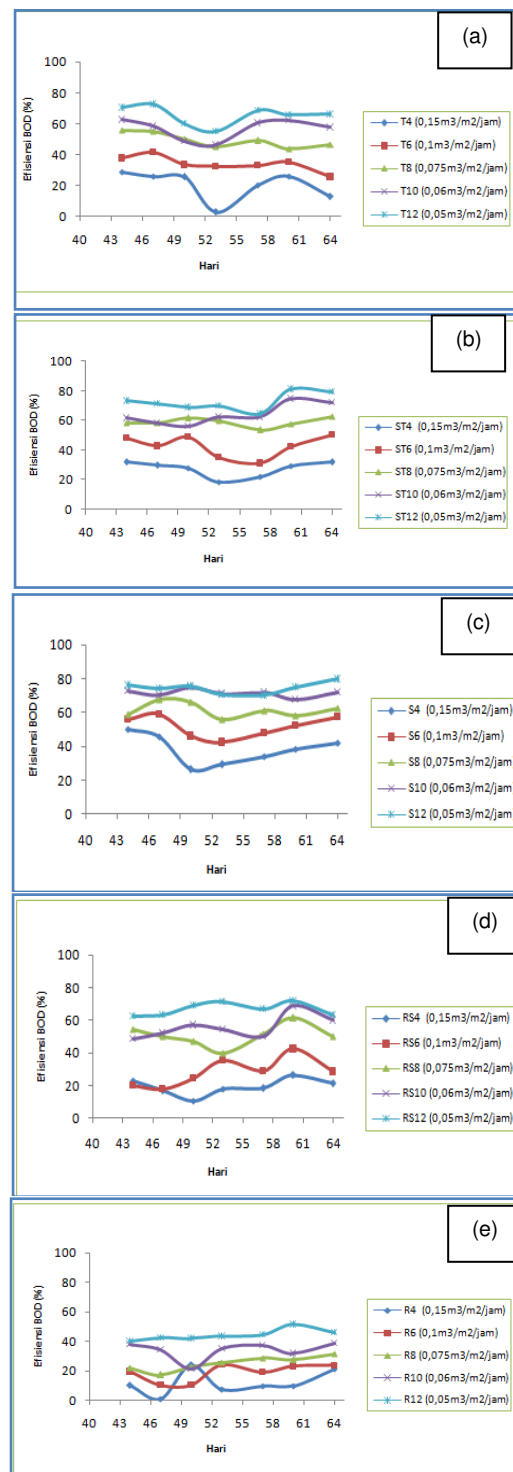 (a)
Efisiensi BOD (%)
100
80
60
40
20
0
40 43 46 49 52 55 58 61 64
Hari
T4 (0,15m3/m2/jam)
T6 (0,1m3/m2/jam)
T8 (0,075m3/m2/jam)
T10 (0,06m3/m2/jam)
T12 (0,05m3/m2/jam)
(b)
Efisiensi BOD (%)
100
80
60
40
20
0
40 43 46 49 52 55 58 61 64
Hari
ST4 (0,15m3/m2/jam)
ST6 (0,1m3/m2/jam)
ST8 (0,075m3/m2/jam)
ST10 (0,06m3/m2/jam)
ST12 (0,05m3/m2/jam)
(c)
Efisiensi BOD (%)
100
80
60
40
20
0
40 43 46 49 52 55 58 61 64
Hari
S4 (0,15m3/m2/jam)
S6 (0,1m3/m2/jam)
S8 (0,075m3/m2/jam)
S10 (0,06m3/m2/jam
S12 (0,05m3/m2/jam
(d)
Efisiensi BOD (%)
100
80
60
40
20
0
40 43 46 49 52 55 58 61 64
Hari
RS4 (0,15m3/m2/jam)
RS6 (0,1m3/m2/jam)
RS8 (0,075m3/m2/jam)
RS10 (0,06m3/m2/jam)
RS12 (0,05m3/m2/jam)
(e)
Efisiensi BOD (%)
100
80
60
40
20
0
40 43 46 49 52 55 58 61 64
Hari
R4 (0,15m3/m2/jam)
R6 (0,1m3/m2/jam)
R8 (0,075m3/m2/jam)
R10 (0,06m3/m2/jam)
R12 (0,05m3/m2/jam)